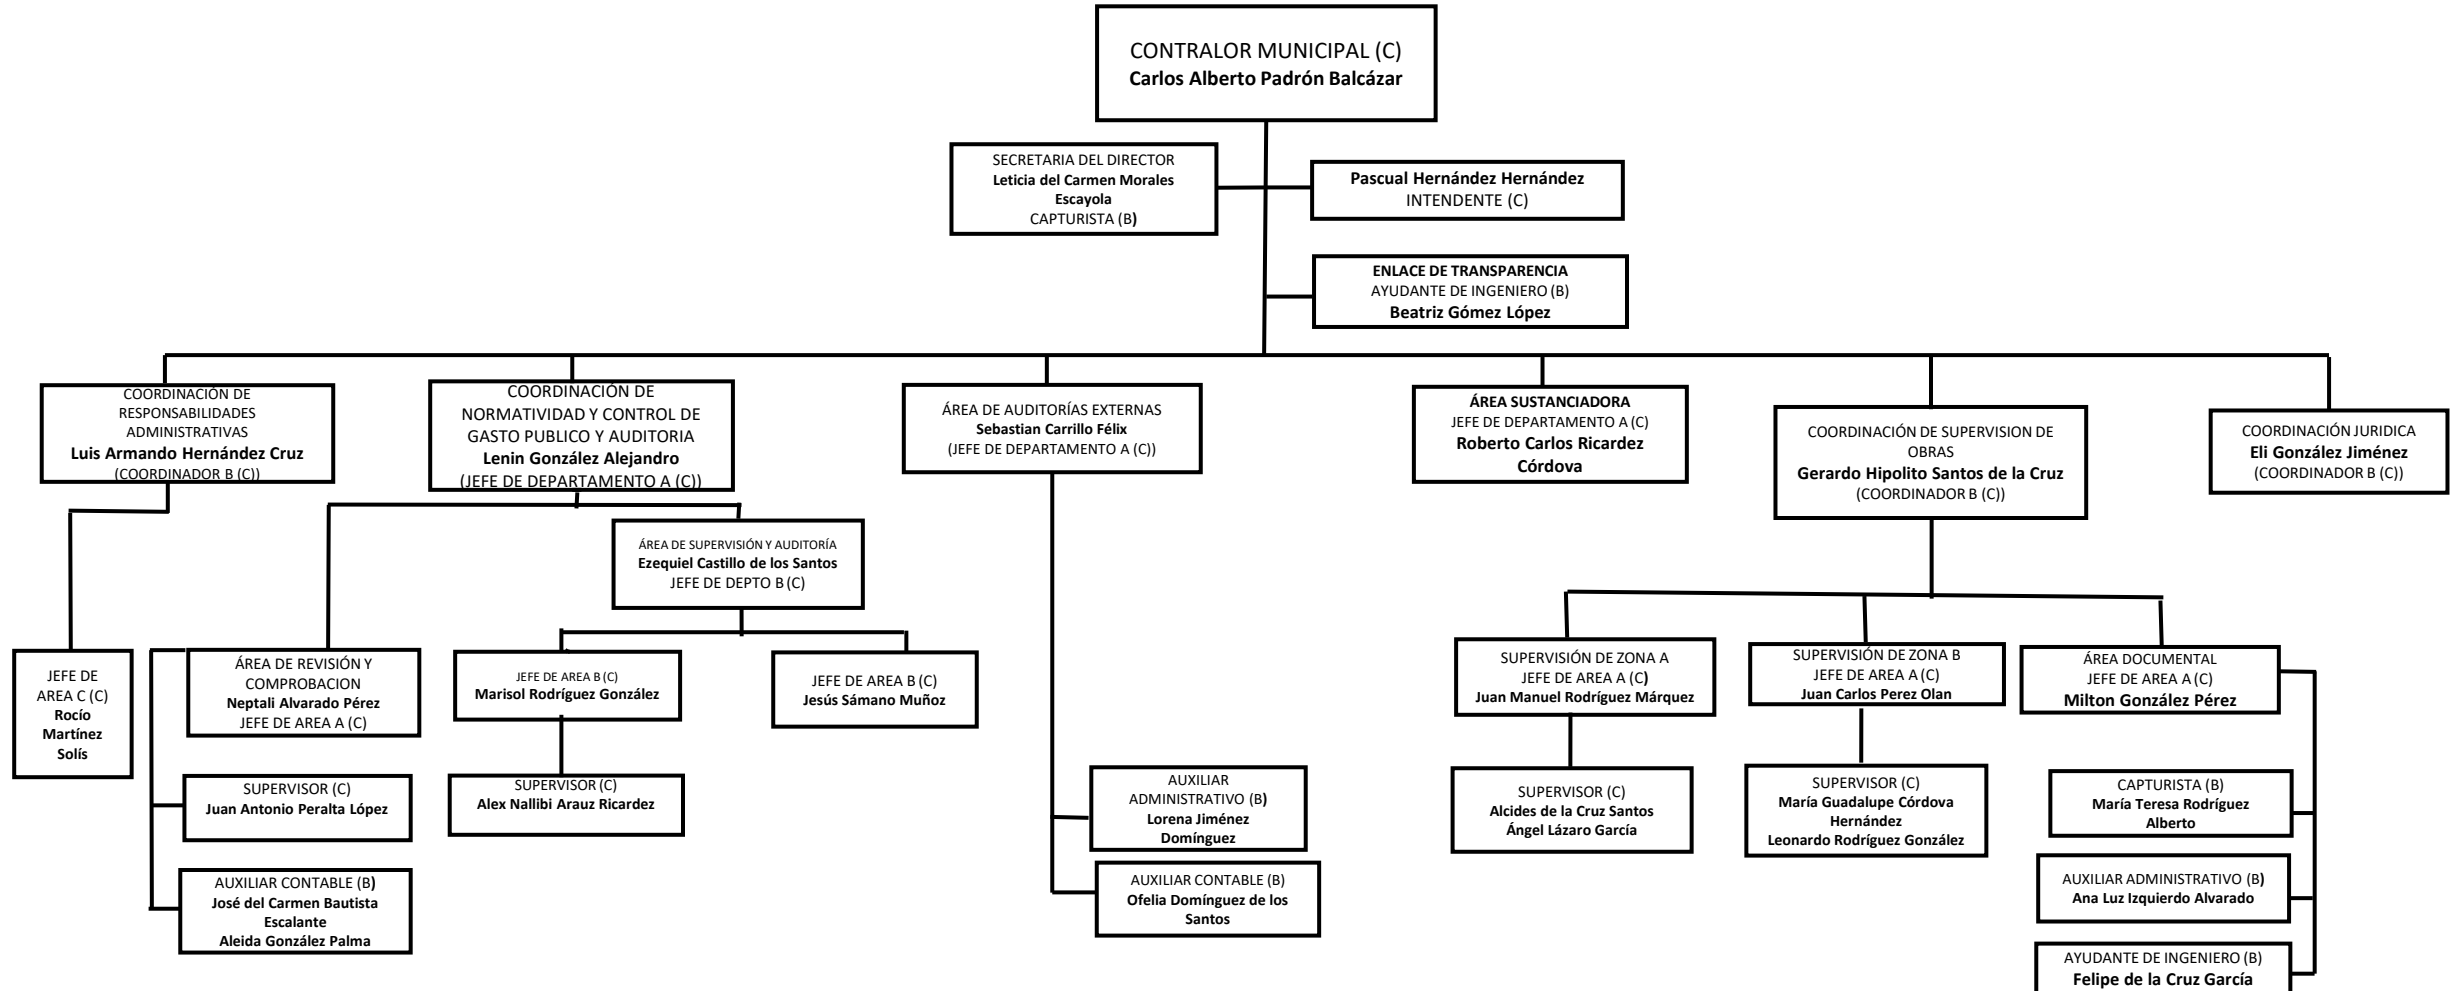 CONTRALOR MUNICIPAL (C)
Carlos Alberto Padrón Balcázar
SECRETARIA DEL DIRECTOR
Leticia del Carmen Morales
Escayola
CAPTURISTA (B)
Pascual Hernández Hernández
INTENDENTE (C)
ENLACE DE TRANSPARENCIA
AYUDANTE DE INGENIERO (B)
Beatriz Gómez López
COORDINACIÓN DE
RESPONSABILIDADES
ADMINISTRATIVAS
Luis Armando Hernández Cruz
(COORDINADOR B (C))
COORDINACIÓN DE
NORMATIVIDAD Y CONTROL DE
GASTO PUBLICO Y AUDITORIA
Lenin González Alejandro
(JEFE DE DEPARTAMENTO A (C))
ÁREA DE AUDITORÍAS EXTERNAS
Sebastian Carrillo Félix
(JEFE DE DEPARTAMENTO A (C))
ÁREA SUSTANCIADORA
JEFE DE DEPARTAMENTO A (C)
Roberto Carlos Ricardez
Córdova
COORDINACIÓN DE SUPERVISION DE
OBRAS
Gerardo Hipolito Santos de la Cruz
(COORDINADOR B (C))
COORDINACIÓN JURIDICA
Eli González Jiménez
(COORDINADOR B (C))
ÁREA DE SUPERVISIÓN Y AUDITORÍA
Ezequiel Castillo de los Santos
JEFE DE DEPTO B (C)
JEFE DE
AREA C (C)
Rocío
Martínez
Solís
ÁREA DE REVISIÓN Y
COMPROBACION
Neptali Alvarado Pérez
JEFE DE AREA A (C)
JEFE DE AREA B (C)
Marisol Rodríguez González
JEFE DE AREA B (C)
Jesús Sámano Muñoz
SUPERVISIÓN DE ZONA A
JEFE DE AREA A (C)
Juan Manuel Rodríguez Márquez
SUPERVISIÓN DE ZONA B
JEFE DE AREA A (C)
Juan Carlos Perez Olan
ÁREA DOCUMENTAL
JEFE DE AREA A (C)
Milton González Pérez
SUPERVISOR (C)
Juan Antonio Peralta López
SUPERVISOR (C)
Alex Nallibi Arauz Ricardez
AUXILIAR
ADMINISTRATIVO (B)
Lorena Jiménez
Domínguez
SUPERVISOR (C)
Alcides de la Cruz Santos
Ángel Lázaro García
SUPERVISOR (C)
María Guadalupe Córdova
Hernández
Leonardo Rodríguez González
CAPTURISTA (B)
María Teresa Rodríguez
Alberto
AUXILIAR CONTABLE (B)
José del Carmen Bautista
Escalante
Aleida González Palma
AUXILIAR CONTABLE (B)
Ofelia Domínguez de los
Santos
AUXILIAR ADMINISTRATIVO (B)
Ana Luz Izquierdo Alvarado
AYUDANTE DE INGENIERO (B)
Felipe de la Cruz García